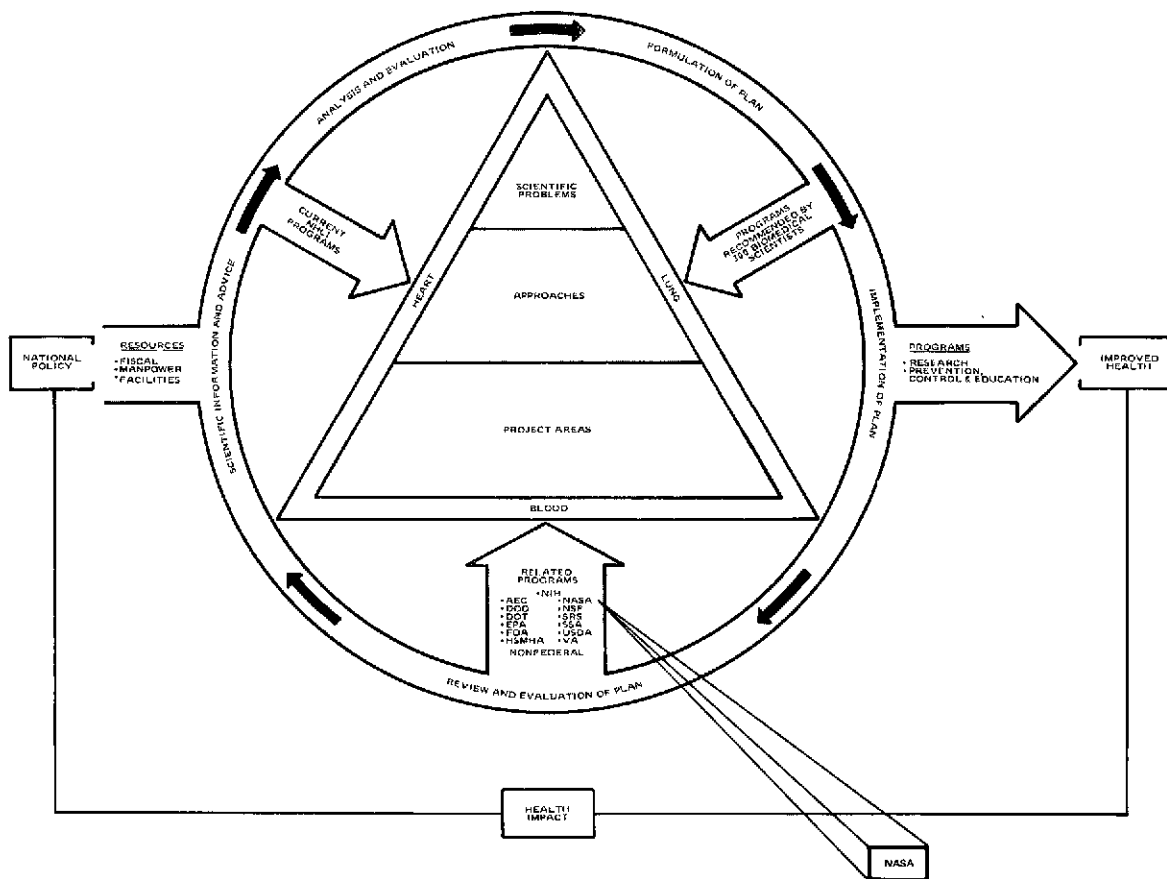 ANALYSIS AND EVALUATION
FORMULATION OF PLAN
SCIENTIFIC
PROBLEMS
CURRENT
NHLI
PROGRAMS
PROGRAMS
RECOMMENDED BY
BIOMEDICAL
SCIENTISTS
HEART
LUNG
APPROACHES
SCIENTIFIC INFORMATION AND ADVICE
IMPLEMENTATION OF PLAN
NATIONAL
POLICY
RESOURCES
•FISCAL
•MANPOWER
•FACILITIES
PROGRAMS
•RESEARCH
•PREVENTION,
CONTROL & EDUCATION
IMPROVED
HEALTH
PROJECT AREAS
BLOOD
RELATED
PROGRAMS
•NIH
•AEC •NASA
•DOD •NSF
•DOT •SRS
•EPA •SSA
•FDA •USDA
•HSMHA •VA
NONFEDERAL
REVIEW AND EVALUATION OF PLAN
HEALTH
IMPACT
NASA